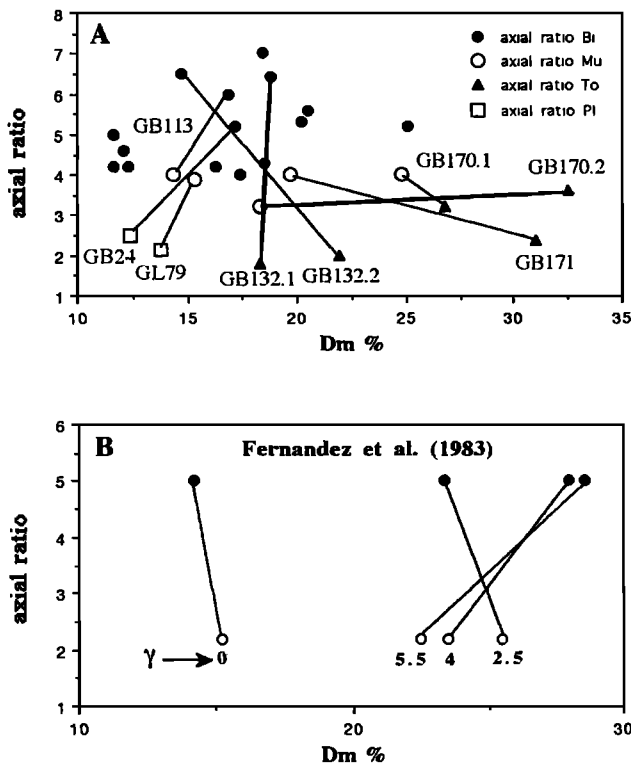 8
A
axial ratio Bi
7
axial ratio Mu
6
axial ratio To
GB113
axial ratio Pl
5
GB170.1
4
GB170.2
axial ratio
3
2
GB24
GL79
GB132.1
GB132.2
GB171
1
10
15
20
25
30
35
Dm %
6
B
Fernandez et al. (1983)
5
4
axial ratio
3
2
γ
0
5.5
4
2.5
1
10
20
30
Dm %